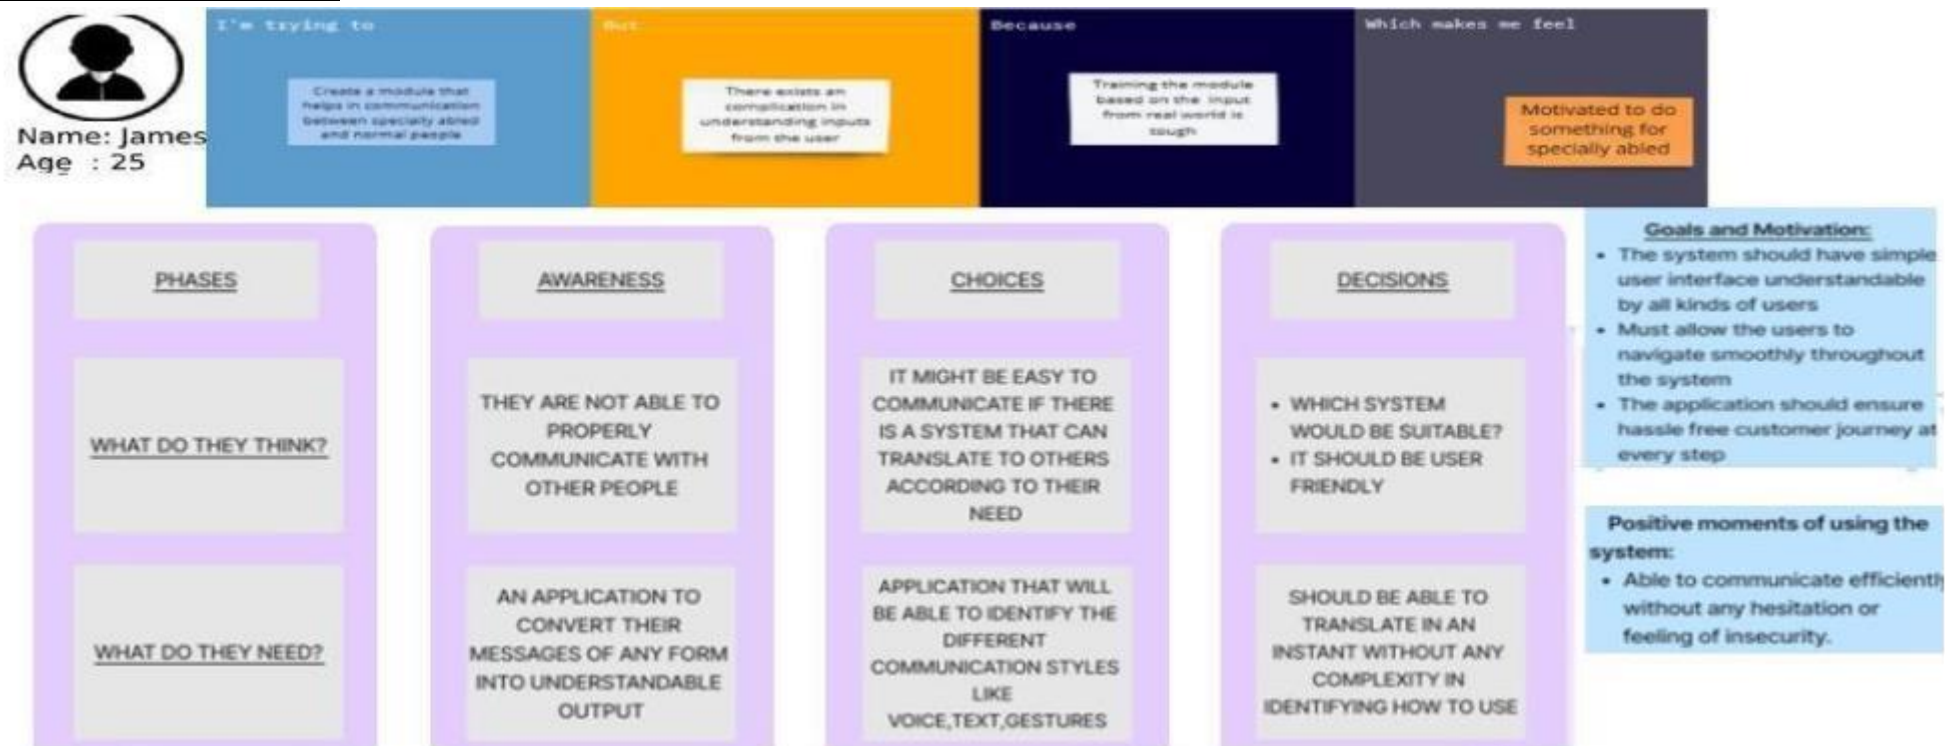 Name: James
Age : 25
I'm trying to
Create a module that
helps in communication
between specially abled
and normal people
But
There exists an
complication in
understanding inputs
from the user
Because
Training the module
based on the input
from real world is
tough
Which makes me feel
Motivated to do
something for
specially abled
PHASES
AWARENESS
CHOICES
DECISIONS
WHAT DO THEY THINK?
THEY ARE NOT ABLE TO
PROPERLY
COMMUNICATE WITH
OTHER PEOPLE
IT MIGHT BE EASY TO
COMMUNICATE IF THERE
IS A SYSTEM THAT CAN
TRANSLATE TO OTHERS
ACCORDING TO THEIR
NEED
• WHICH SYSTEM
WOULD BE SUITABLE?
• IT SHOULD BE USER
FRIENDLY
WHAT DO THEY NEED?
AN APPLICATION TO
CONVERT THEIR
MESSAGES OF ANY FORM
INTO UNDERSTANDABLE
OUTPUT
APPLICATION THAT WILL
BE ABLE TO IDENTIFY THE
DIFFERENT
COMMUNICATION STYLES
LIKE
VOICE,TEXT,GESTURES
SHOULD BE ABLE TO
TRANSLATE IN AN
INSTANT WITHOUT ANY
COMPLEXITY IN
IDENTIFYING HOW TO USE
Goals and Motivation:
• The system should have simple
user interface understandable
by all kinds of users
• Must allow the users to
navigate smoothly throughout
the system
• The application should ensure
hassle free customer journey at
every step
Positive moments of using the
system:
• Able to communicate efficiently
without any hesitation or
feeling of insecurity.